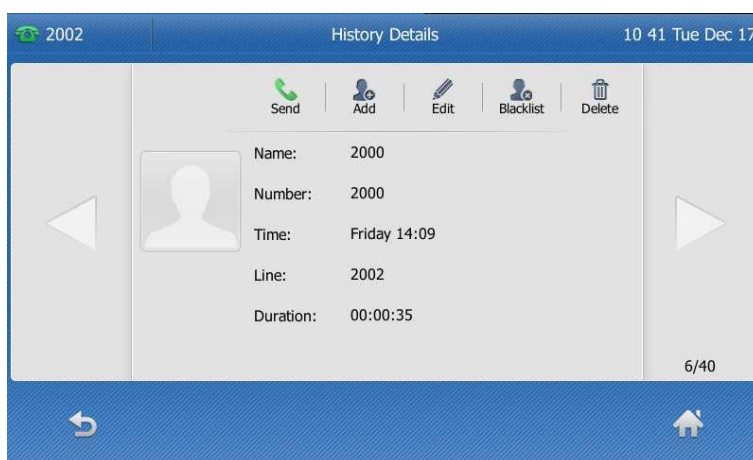 2002 History Details 10 41 Tue Dec 17
Send Add Edit Blacklist Delete
Name: 2000
Number: 2000
Time: Friday 14:09
Line: 2002
Duration: 00:00:35
6/40